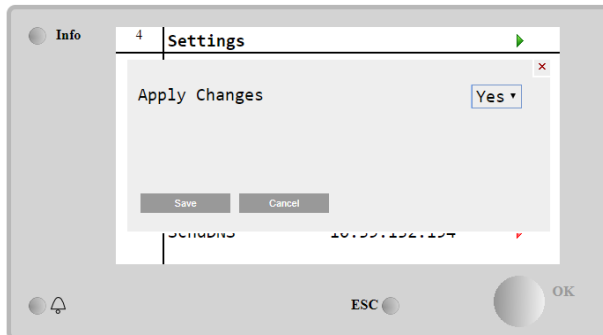 Info
4 Settings
Apply Changes Yes
Save Cancel
ESC
OK